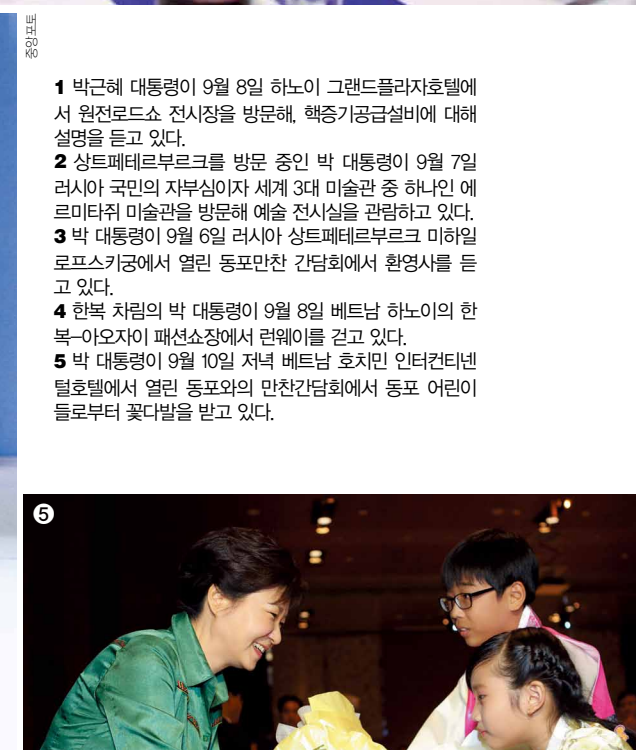 중앙포토
1 박근혜 대통령이 9월 8일 하노이 그랜드플라자호텔에
서 원전로드쇼 전시장을 방문해, 핵증기공급설비에 대해
설명을 듣고 있다.
2 상트페테르부르크를 방문 중인 박 대통령이 9월 7일
러시아 국민의 자부심이자 세계 3대 미술관 중 하나인 에
르미타쥐 미술관을 방문해 예술 전시실을 관람하고 있다.
3 박 대통령이 9월 6일 러시아 상트페테르부르크 미하일
로프스키궁에서 열린 동포만찬 간담회에서 환영사를 듣
고 있다.
4 한복 차림의 박 대통령이 9월 8일 베트남 하노이의 한
복–아오자이 패션쇼장에서 런웨이를 걷고 있다.
5 박 대통령이 9월 10일 저녁 베트남 호치민 인터컨티넨
털호텔에서 열린 동포와의 만찬간담회에서 동포 어린이
들로부터 꽃다발을 받고 있다.
❺